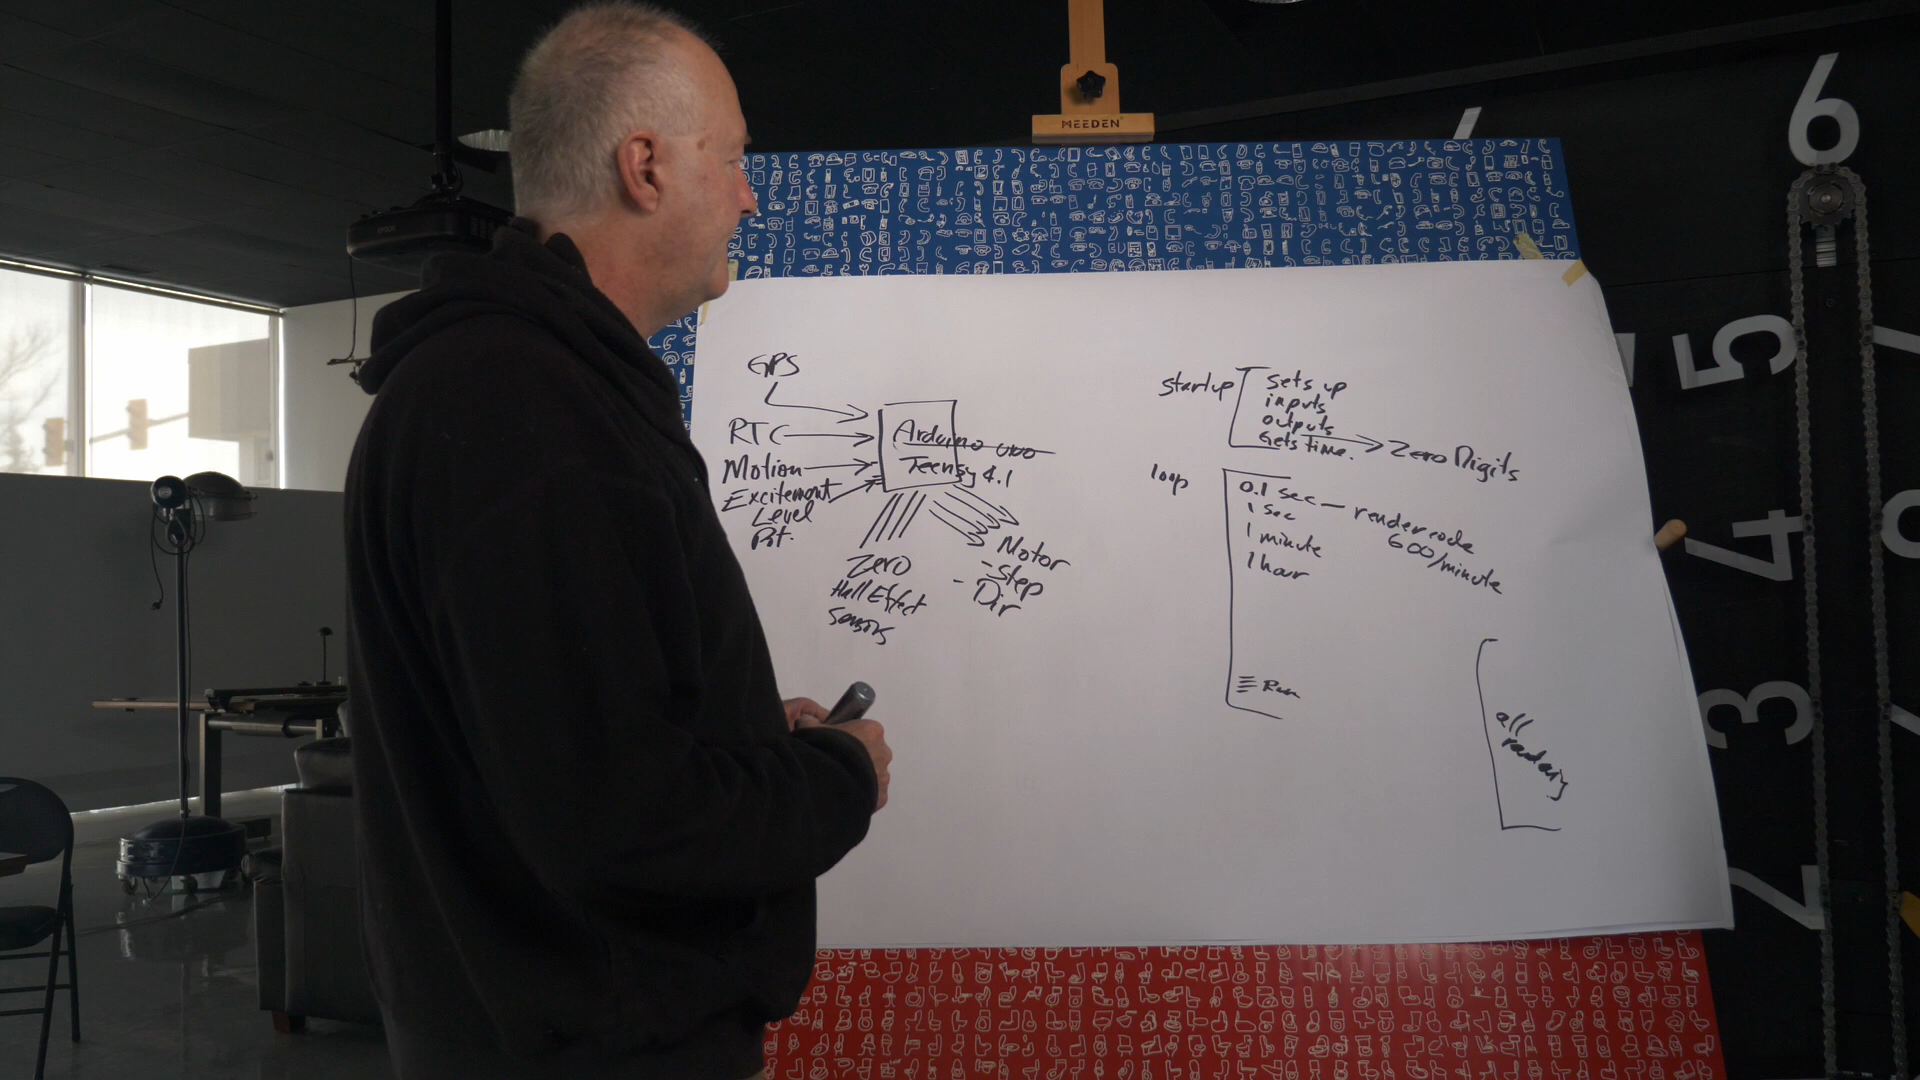 MEEDEN
6
5
4
3
2
EPSON
GPS
RTC
Motion
Excitement
Level
Pot.
Arduino uno
Teensy 4.1
Zero
Hall Effect
Sensors
Motor
- Step
- Dir
startup
Sets up
inputs
outputs
Gets time.
Zero Digits
loop
0.1 sec — render code
600/minute
1 sec
1 minute
1 hour
Run
all